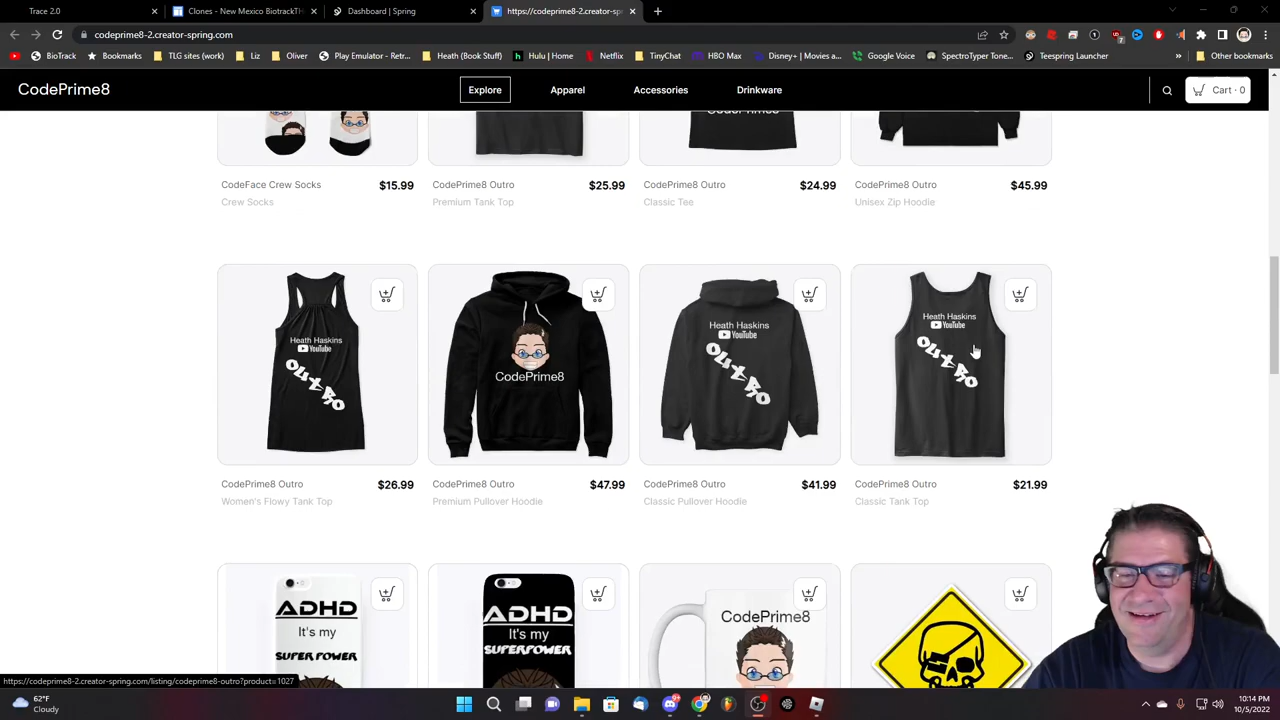 Trace 2.0
Clones - New Mexico BiotrackTH
Dashboard | Spring
https://codeprime8-2.creator-spr
codeprime8-2.creator-spring.com
BioTrack
Bookmarks
TLG sites (work)
Liz
Oliver
Play Emulator - Retr...
Heath (Book Stuff)
Hulu | Home
Netflix
TinyChat
HBO Max
Disney+ | Movies a...
Google Voice
SpectroTyper Tone...
Teespring Launcher
Other bookmarks
CodePrime8
Explore
Apparel
Accessories
Drinkware
Cart · 0
CodeFace Crew Socks $15.99
Crew Socks
CodePrime8 Outro $25.99
Premium Tank Top
CodePrime8 Outro $24.99
Classic Tee
CodePrime8 Outro $45.99
Unisex Zip Hoodie
Heath Haskins
YouTube
OUTRO
CodePrime8
Heath Haskins
YouTube
OUTRO
Heath Haskins
YouTube
OUTRO
CodePrime8 Outro $26.99
Women's Flowy Tank Top
CodePrime8 Outro $47.99
Premium Pullover Hoodie
CodePrime8 Outro $41.99
Classic Pullover Hoodie
CodePrime8 Outro $21.99
Classic Tank Top
ADHD
It's my
SUPER POWER
ADHD
It's my
SUPERPOWER
CodePrime8
https://codeprime8-2.creator-spring.com/listing/codeprime8-outro?product=1027
62°F
Cloudy
10:14 PM
10/5/2022